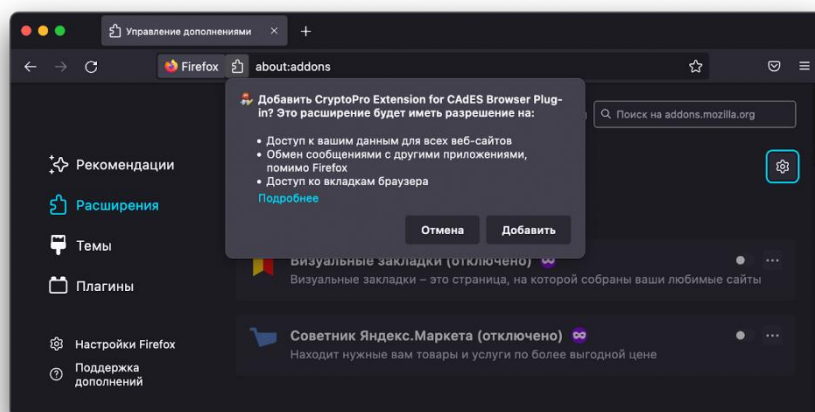 Управление дополнениями
Firefox
about:addons
Добавить CryptoPro Extension for CAdES Browser Plug-
in? Это расширение будет иметь разрешение на:
• Доступ к вашим данным для всех веб-сайтов
• Обмен сообщениями с другими приложениями,
помимо Firefox
• Доступ ко вкладкам браузера
Подробнее
Отмена
Добавить
Поиск на addons.mozilla.org
Рекомендации
Расширения
Темы
Плагины
Настройки Firefox
Поддержка
дополнений
Визуальные закладки (отключено)
Визуальные закладки – это страница, на которой собраны ваши любимые сайты
Советник Яндекс.Маркета (отключено)
Находит нужные вам товары и услуги по более выгодной цене